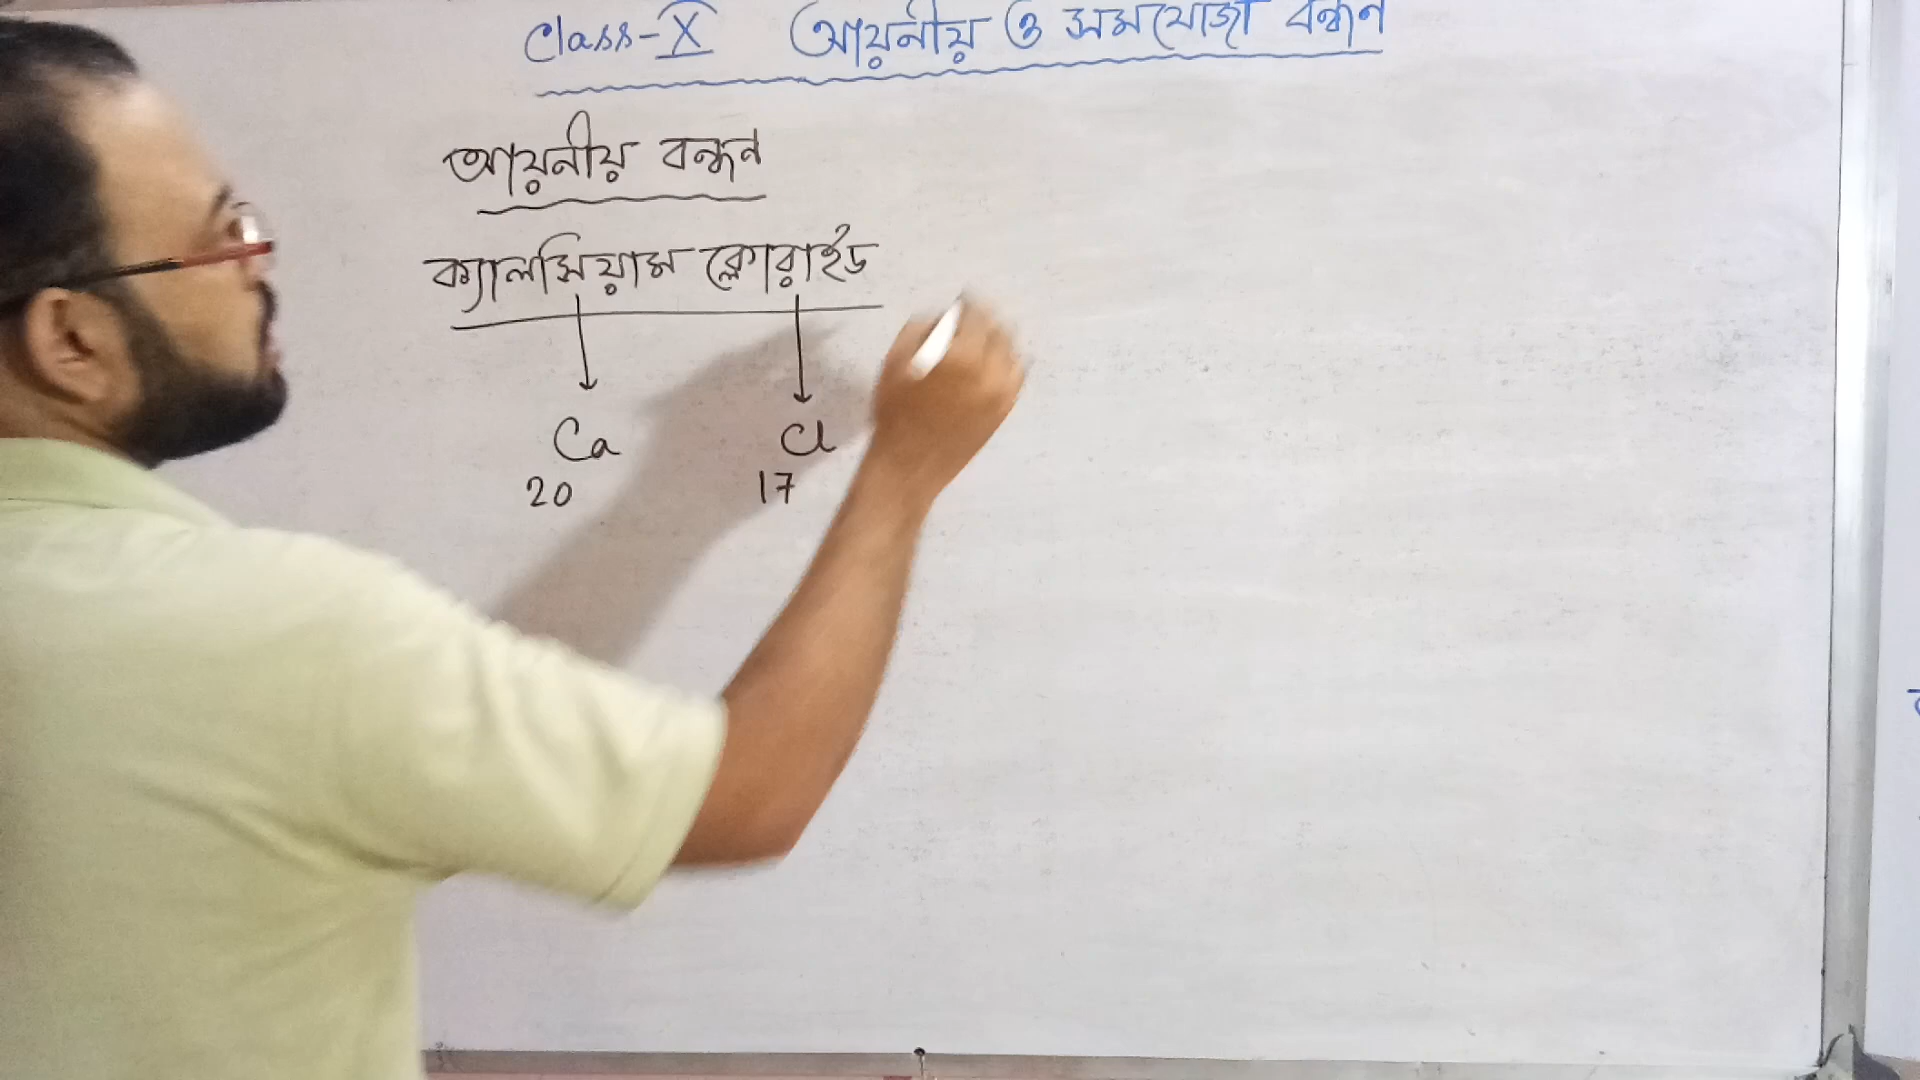 Class-X আয়নীয় ও সমযোজী বন্ধন
আয়নীয় বন্ধন
ক্যালসিয়াম ক্লোরাইড
Ca Cl
20 17